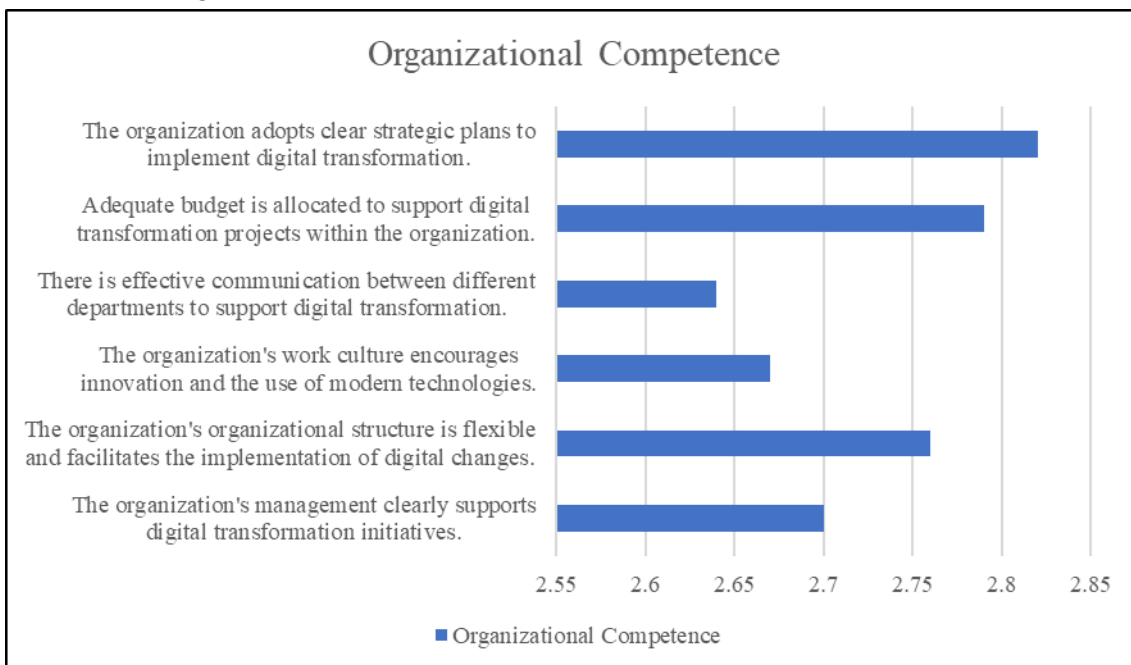 Organizational Competence
The organization adopts clear strategic plans to
implement digital transformation.
Adequate budget is allocated to support digital
transformation projects within the organization.
There is effective communication between different
departments to support digital transformation.
The organization's work culture encourages
innovation and the use of modern technologies.
The organization's organizational structure is flexible
and facilitates the implementation of digital changes.
The organization's management clearly supports
digital transformation initiatives.
2.55 2.6 2.65 2.7 2.75 2.8 2.85
Organizational Competence